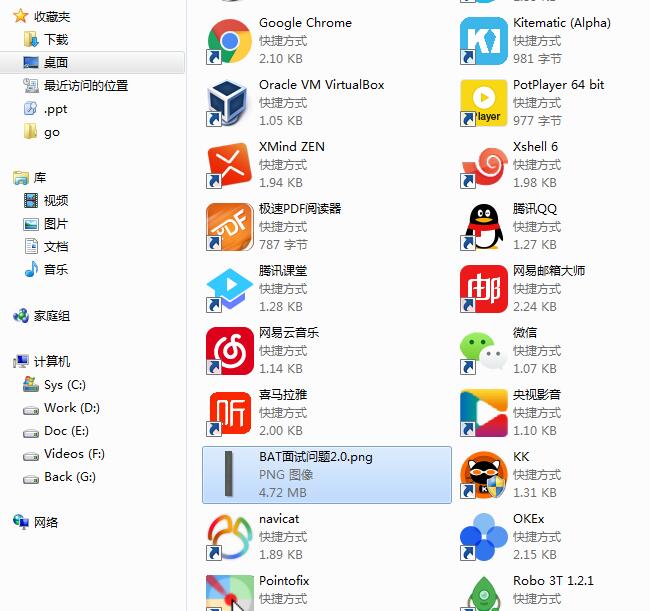 收藏夹
下载
桌面
最近访问的位置
.ppt
go
库
视频
图片
文档
音乐
家庭组
计算机
Sys (C:)
Work (D:)
Doc (E:)
Videos (F:)
Back (G:)
网络
Google Chrome
快捷方式
2.10 KB
Kitematic (Alpha)
快捷方式
981 字节
Oracle VM VirtualBox
快捷方式
1.05 KB
PotPlayer 64 bit
快捷方式
977 字节
Player
XMind ZEN
快捷方式
1.94 KB
Xshell 6
快捷方式
1.98 KB
极速PDF阅读器
快捷方式
787 字节
PDF
腾讯QQ
快捷方式
1.27 KB
腾讯课堂
快捷方式
1.28 KB
网易邮箱大师
快捷方式
2.24 KB
邮
网易云音乐
快捷方式
1.14 KB
微信
快捷方式
1.07 KB
喜马拉雅
快捷方式
2.00 KB
听
央视影音
快捷方式
1.10 KB
BAT面试问题2.0.png
PNG 图像
4.72 MB
KK
快捷方式
1.31 KB
navicat
快捷方式
1.89 KB
OKEx
快捷方式
2.15 KB
Pointofix
快捷方式
Robo 3T 1.2.1
快捷方式